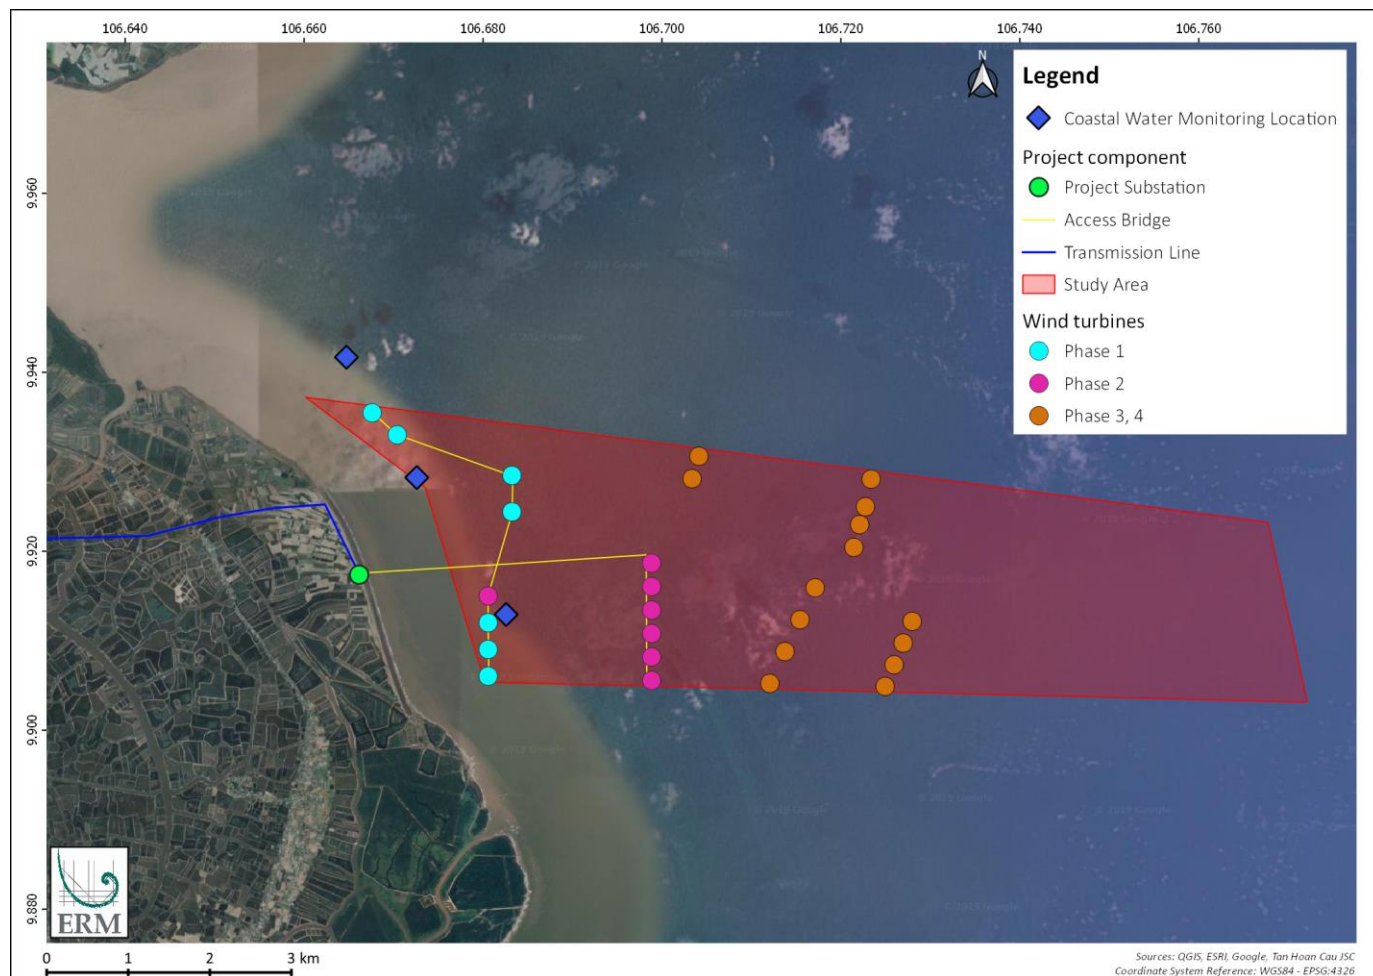 106.640 106.660 106.680 106.700 106.720 106.740 106.760
N
Legend
Coastal Water Monitoring Location
Project component
Project Substation
Access Bridge
Transmission Line
Study Area
Wind turbines
Phase 1
Phase 2
Phase 3, 4
9.960
9.940
9.920
9.900
9.880
ERM
0 1 2 3 km
Sources: QGIS, ESRI, Google, Tan Hoan Cau JSC
Coordinate System Reference: WGS84 - EPSG:4326